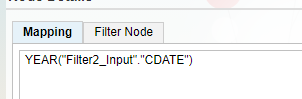 Mapping Filter Node
YEAR("Filter2_Input"."CDATE")